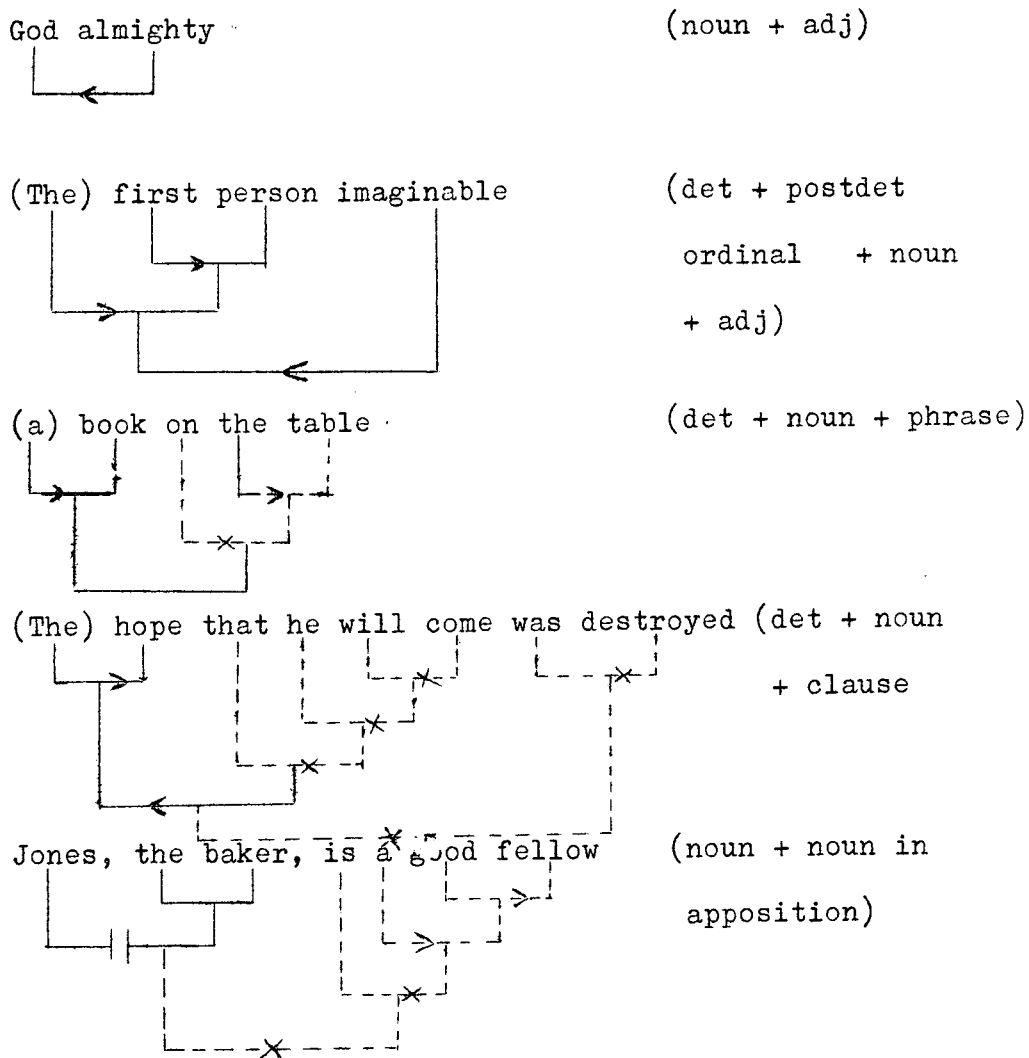 God almighty (noun + adj)
(The) first person imaginable (det + postdet
ordinal + noun
+ adj)
(a) book on the table (det + noun + phrase)
(The) hope that he will come was destroyed (det + noun
+ clause
Jones, the baker, is a good fellow (noun + noun in
apposition)